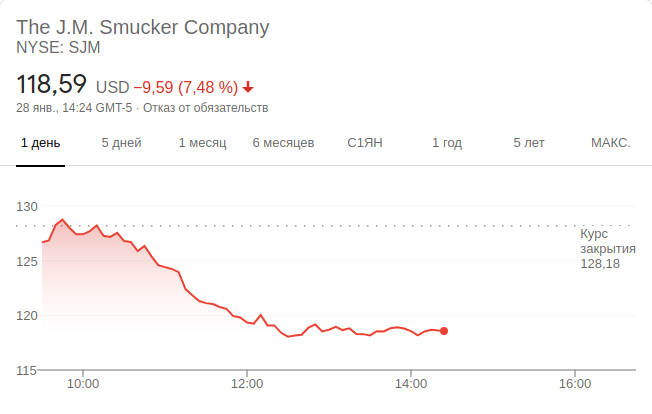 The J.M. Smucker Company
NYSE: SJM
118,59 USD −9,59 (7,48 %)
28 янв., 14:24 GMT-5 · Отказ от обязательств
1 день 5 дней 1 месяц 6 месяцев С1ЯН 1 год 5 лет МАКС.
130
Курс
закрытия
128,18
125
120
115
10:00 12:00 14:00 16:00